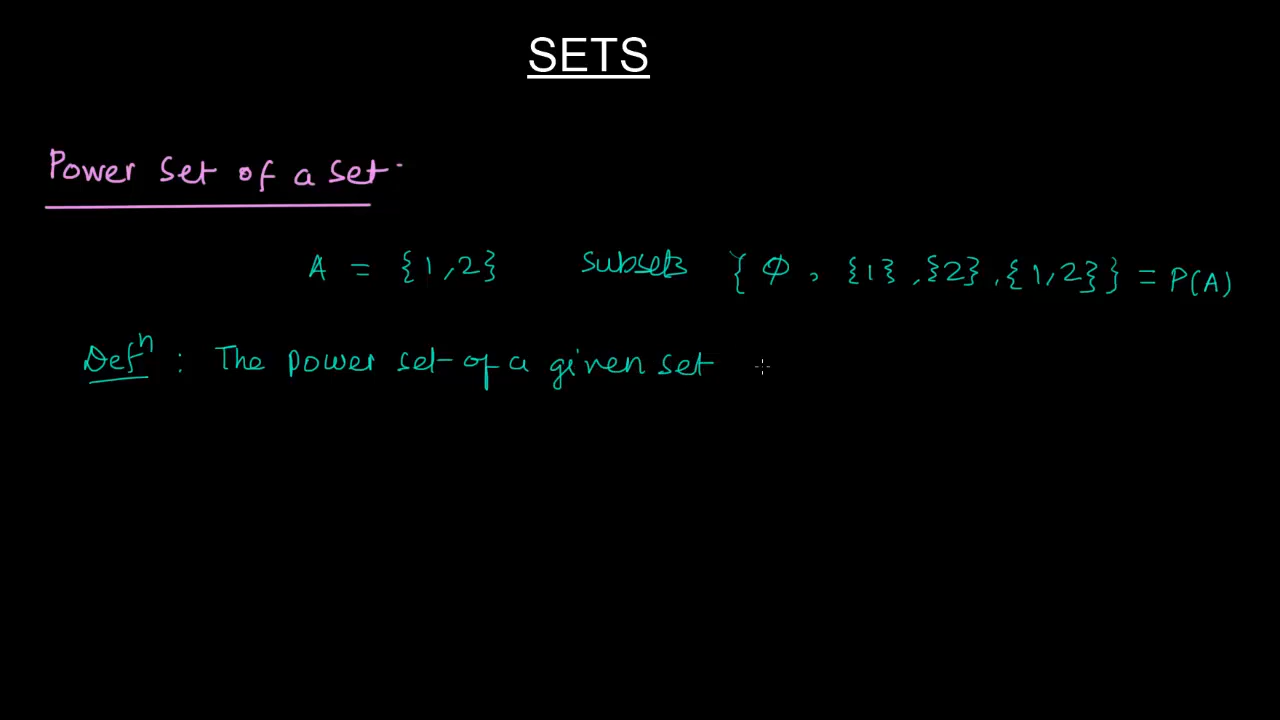 SETS
Power set of a set.
A = {1,2} subsets {ϕ, {1}, {2}, {1,2}} = P(A)
Defⁿ : The power set of a given set